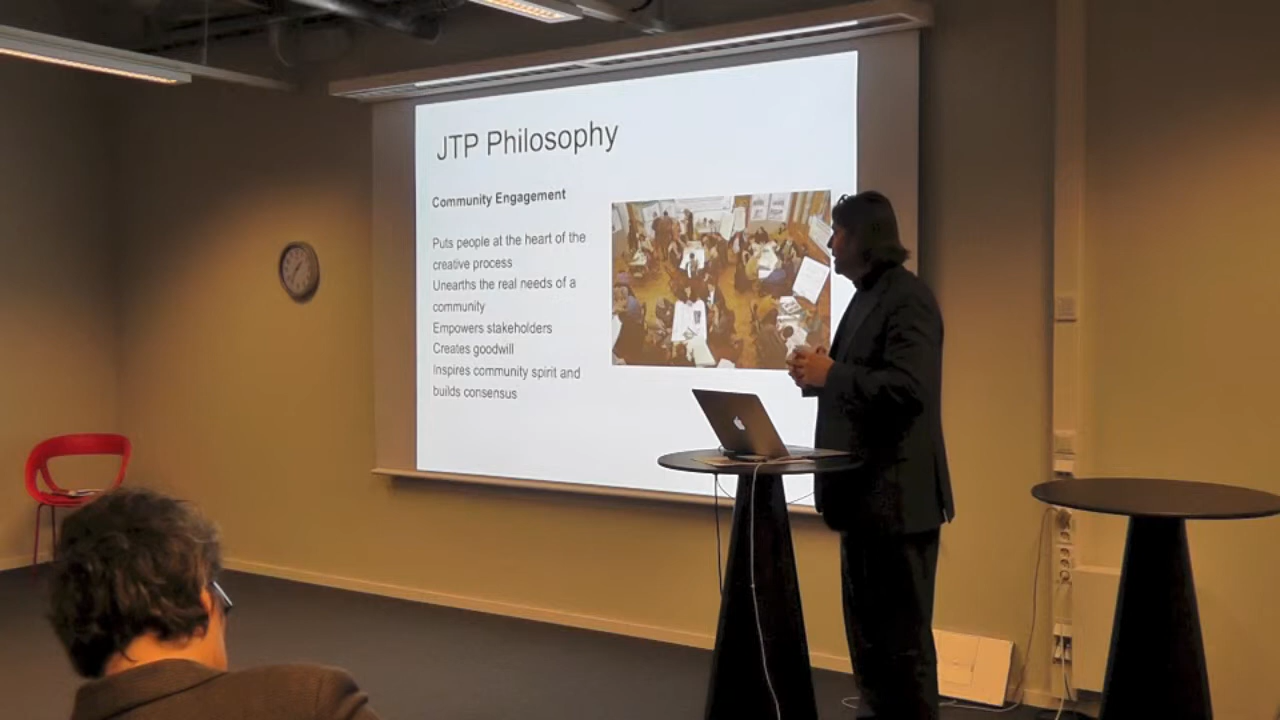 JTP Philosophy
Community Engagement
Puts people at the heart of the
creative process
Unearths the real needs of a
community
Empowers stakeholders
Creates goodwill
Inspires community spirit and
builds consensus